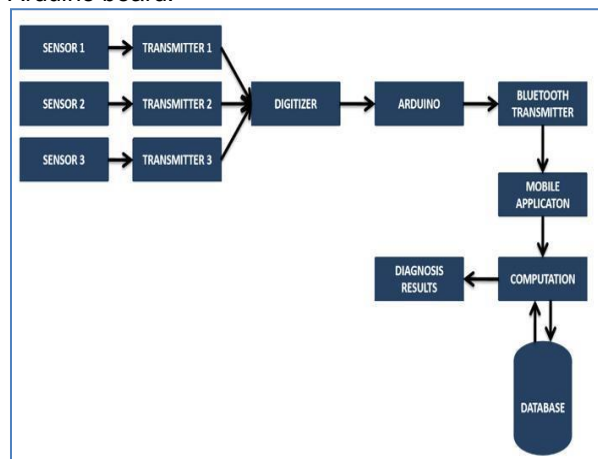 Arduino board.
SENSOR 1
TRANSMITTER 1
SENSOR 2
TRANSMITTER 2
DIGITIZER
ARDUINO
BLUETOOTH
TRANSMITTER
SENSOR 3
TRANSMITTER 3
MOBILE
APPLICATON
DIAGNOSIS
RESULTS
COMPUTATION
DATABASE